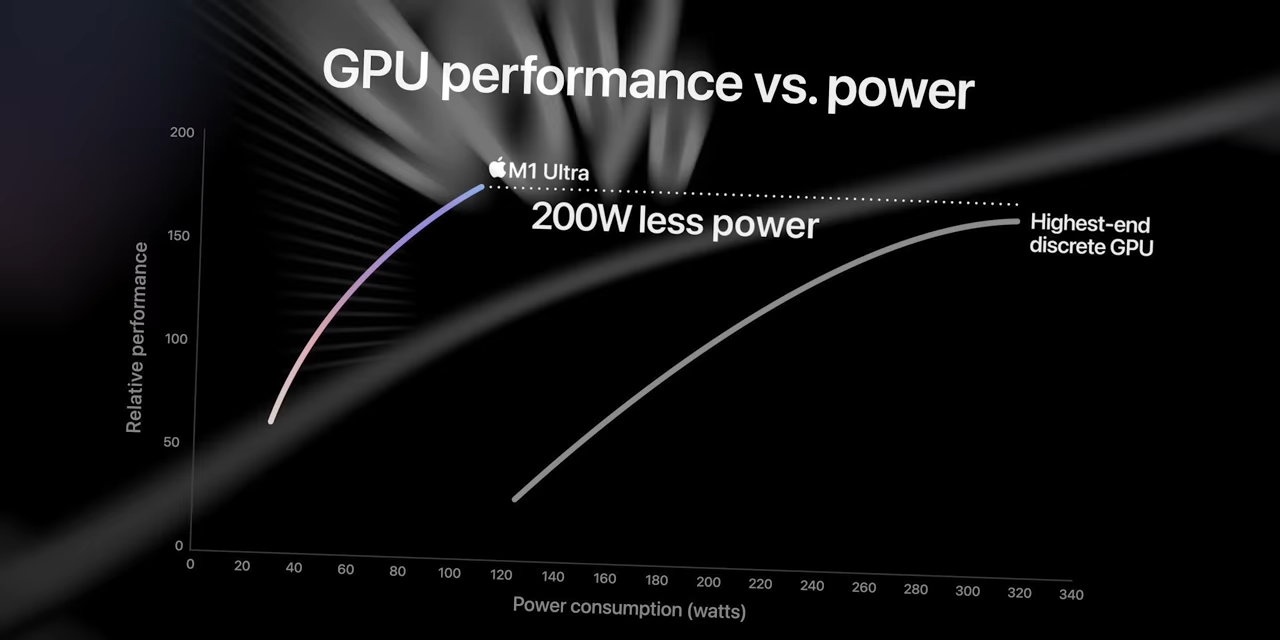 GPU performance vs. power
200
150
100
50
0
Relative performance
M1 Ultra
200W less power
Highest-end
discrete GPU
0 20 40 60 80 100 120 140 160 180 200 220 240 260 280 300 320 340
Power consumption (watts)